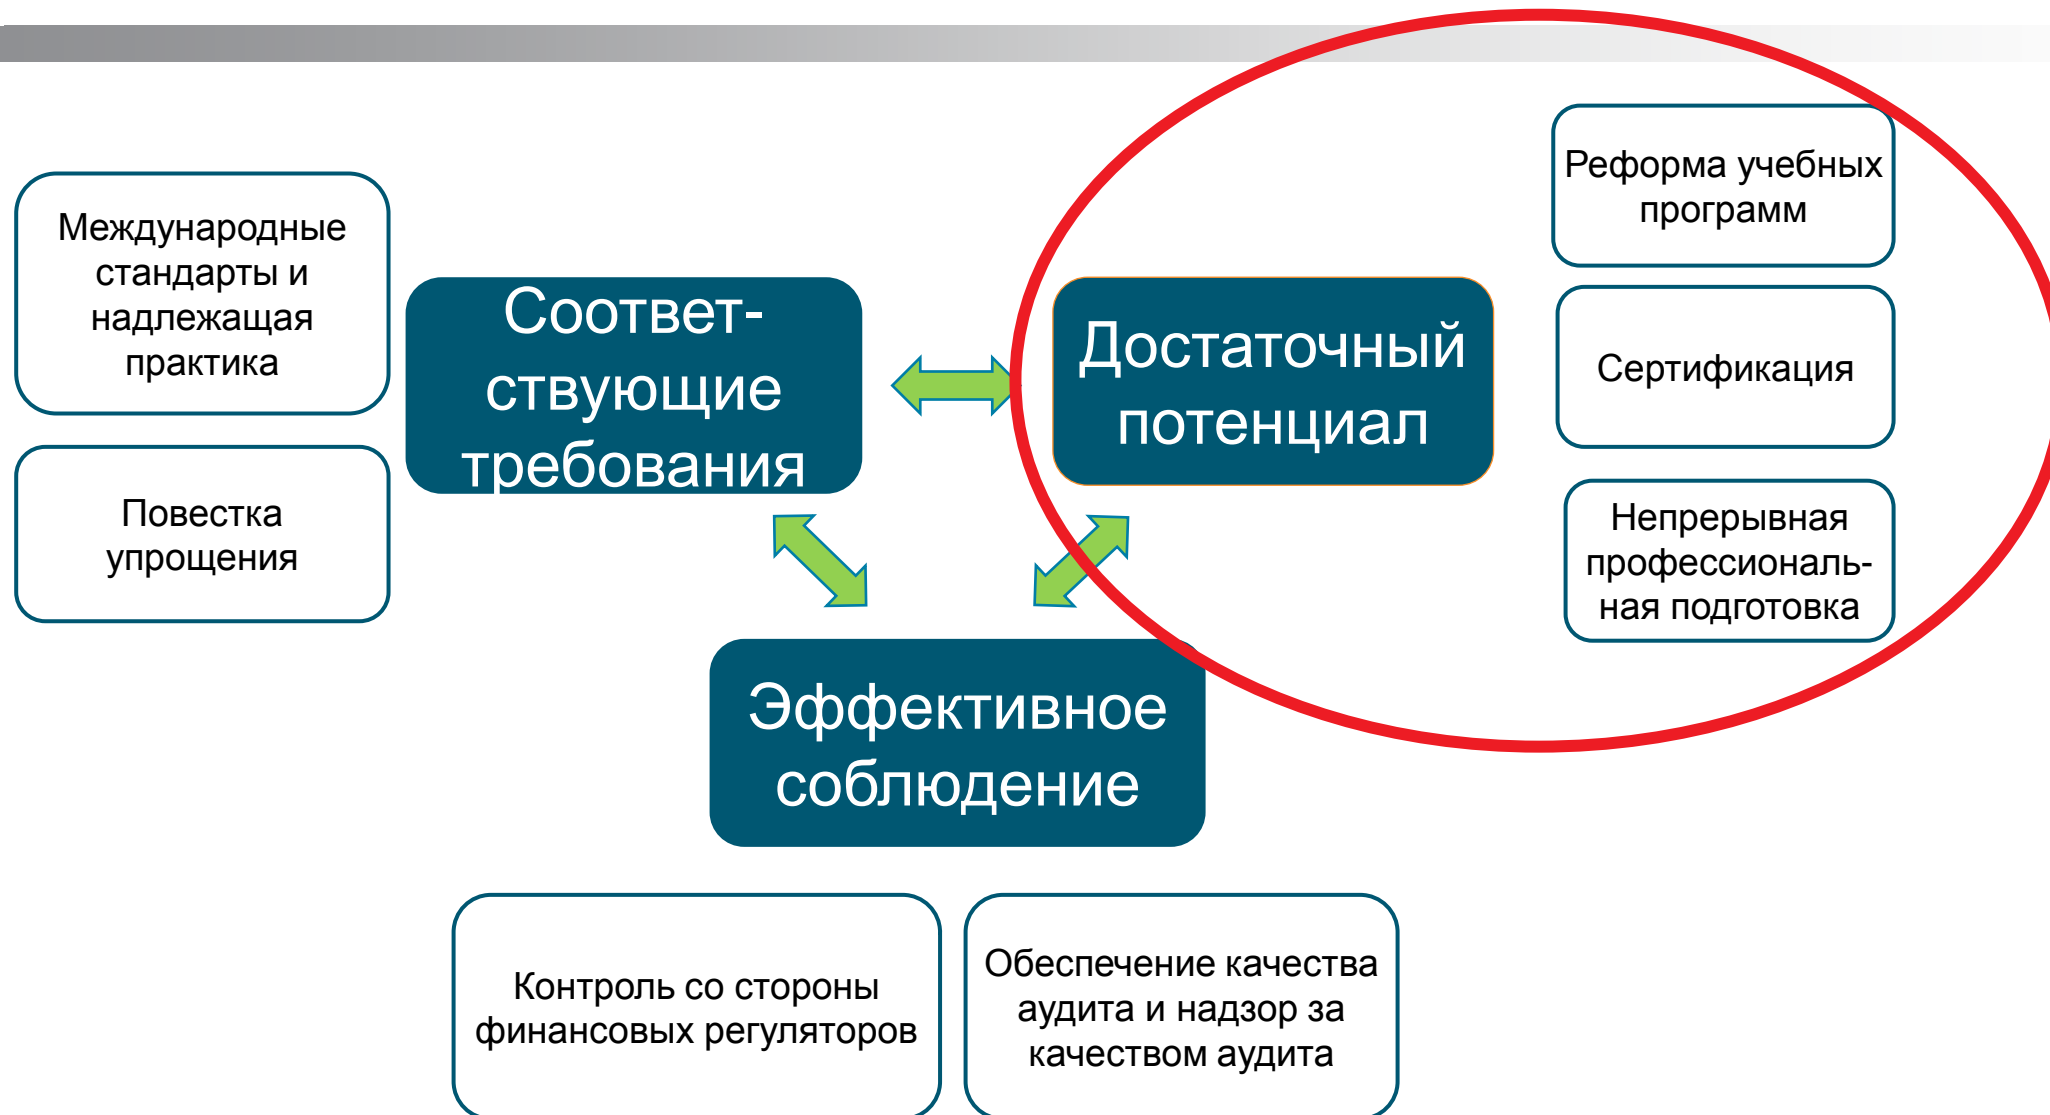 Международные
стандарты и
надлежащая
практика
Повестка
упрощения
Соответ-
ствующие
требования
Достаточный
потенциал
Реформа учебных
программ
Сертификация
Непрерывная
профессиональ-
ная подготовка
Эффективное
соблюдение
Контроль со стороны
финансовых регуляторов
Обеспечение качества
аудита и надзор за
качеством аудита